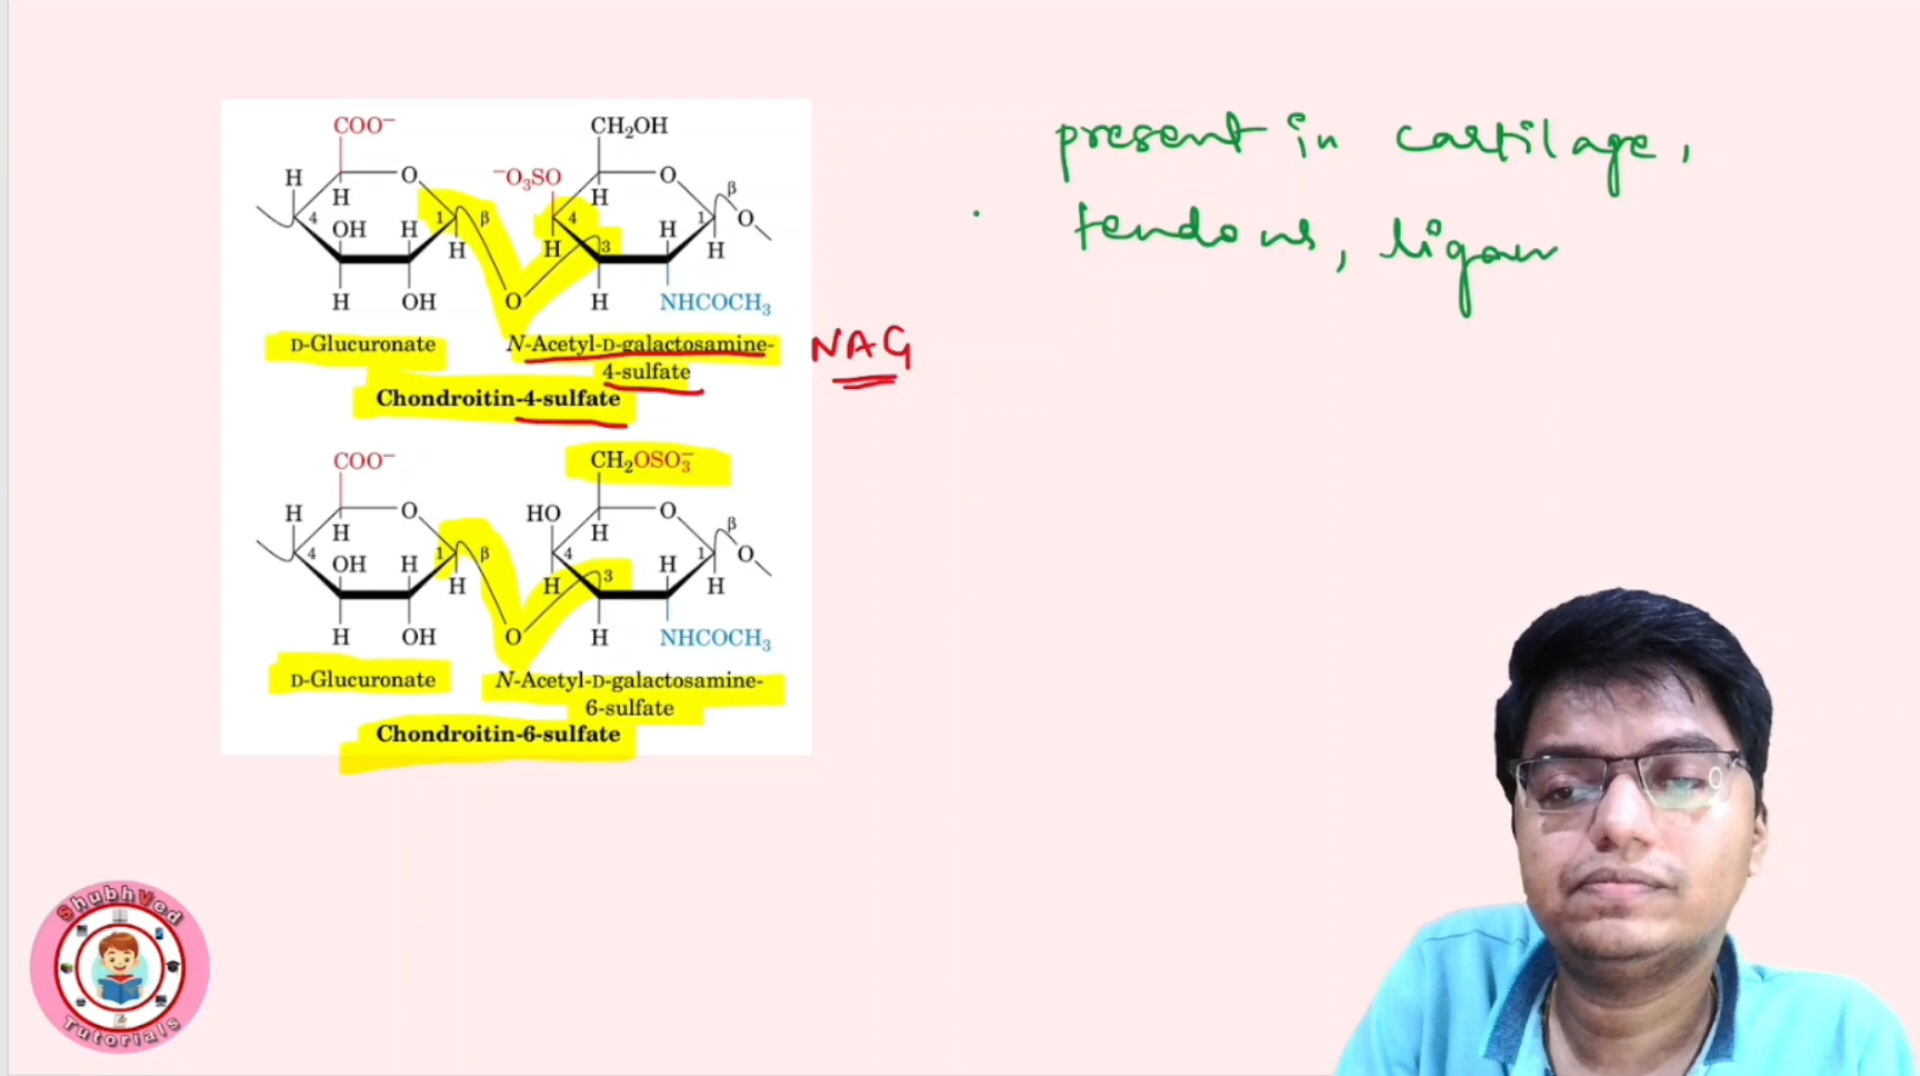 COO⁻
CH₂OH
H
O
⁻O₃SO
O
β
H
H
4
OH
H
1
β
4
H
1
O
H
H
3
H
H
OH
O
H
NHCOCH₃
D-Glucuronate
N-Acetyl-D-galactosamine-
4-sulfate
NAG
Chondroitin-4-sulfate
COO⁻
CH₂OSO₃⁻
H
O
HO
O
β
H
H
4
OH
H
1
β
4
H
1
O
H
H
3
H
H
OH
O
H
NHCOCH₃
D-Glucuronate
N-Acetyl-D-galactosamine-
6-sulfate
Chondroitin-6-sulfate
present in cartilage,
tendons, ligam
ShubhVed
Tutorials